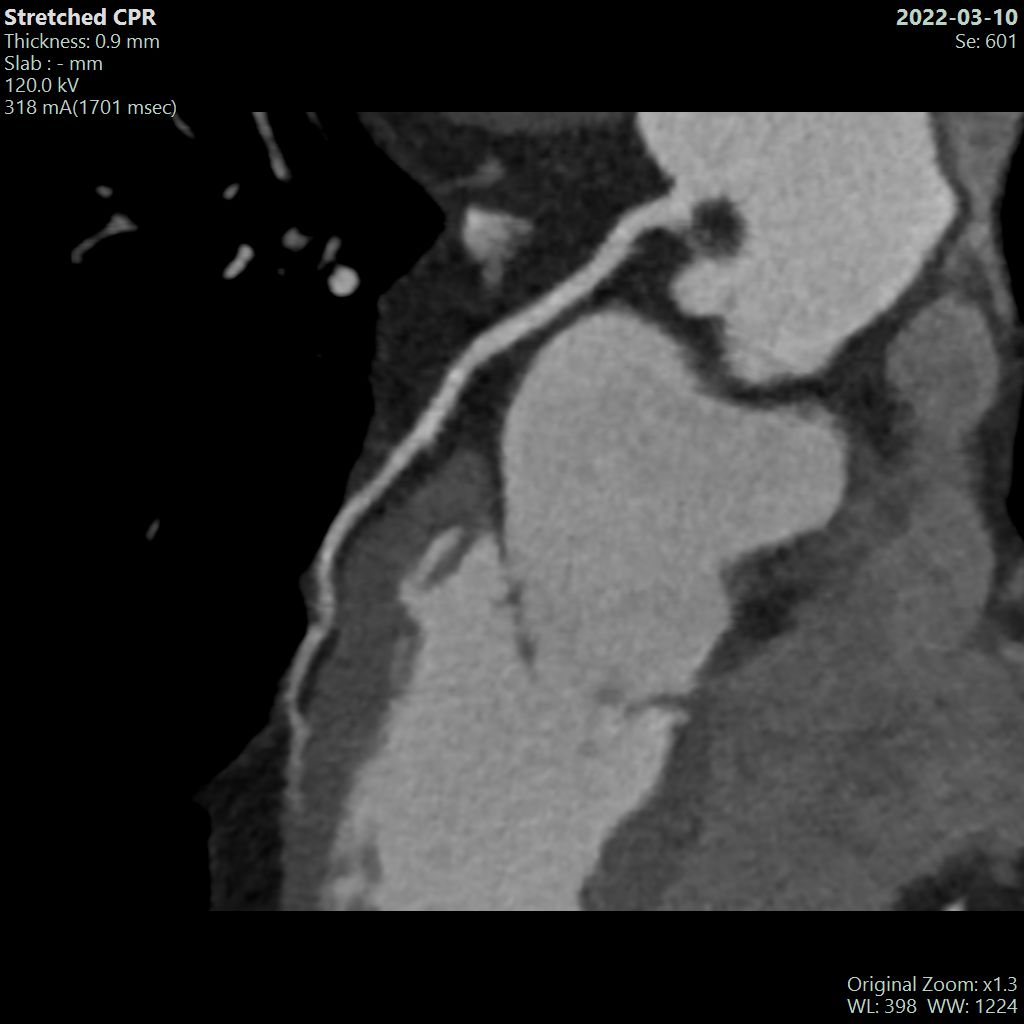 Stretched CPR
Thickness: 0.9 mm
Slab : - mm
120.0 kV
318 mA(1701 msec)
2022-03-10
Se: 601
Original Zoom: x1.3
WL: 398 WW: 1224